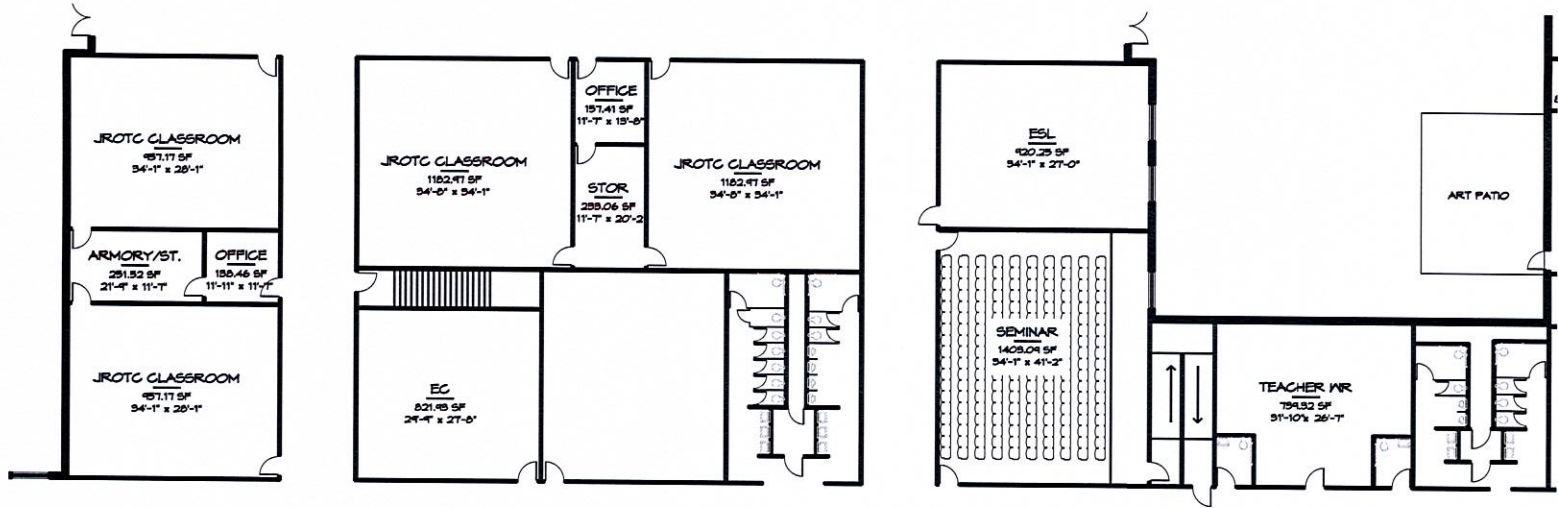 JROTC CLASSROOM
957.17 SF
34'-1" x 28'-1"
ARMORY/ST.
251.32 SF
21'-9" x 11'-7"
OFFICE
138.46 SF
11'-11" x 11'-7"
JROTC CLASSROOM
957.17 SF
34'-1" x 28'-1"
JROTC CLASSROOM
1182.97 SF
34'-8" x 34'-1"
OFFICE
157.41 SF
11'-7" x 13'-8"
STOR
233.06 SF
11'-7" x 20'-2
JROTC CLASSROOM
1182.97 SF
34'-8" x 34'-1"
EC
821.93 SF
29'-9" x 27'-8"
ESL
920.25 SF
34'-1" x 27'-0"
SEMINAR
1403.09 SF
34'-1" x 41'-2"
ART PATIO
TEACHER WR
739.32 SF
31'-10"x 26'-7"